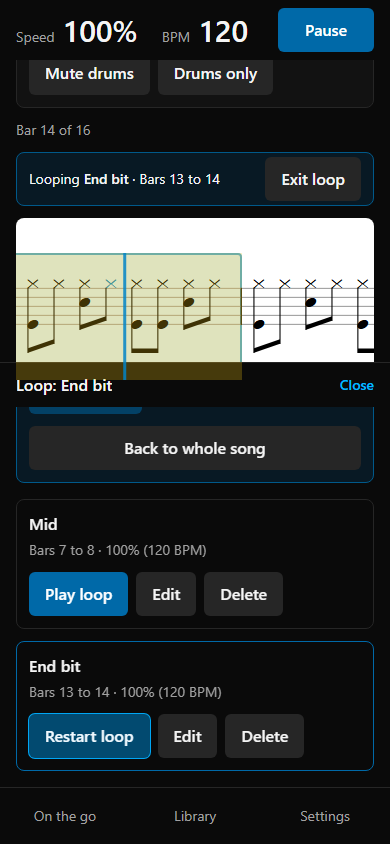 Speed 100% BPM 120 Pause
Mute drums Drums only
Bar 14 of 16
Looping End bit · Bars 13 to 14 Exit loop
Loop: End bit Close
Back to whole song
Mid
Bars 7 to 8 · 100% (120 BPM)
Play loop Edit Delete
End bit
Bars 13 to 14 · 100% (120 BPM)
Restart loop Edit Delete
On the go Library Settings